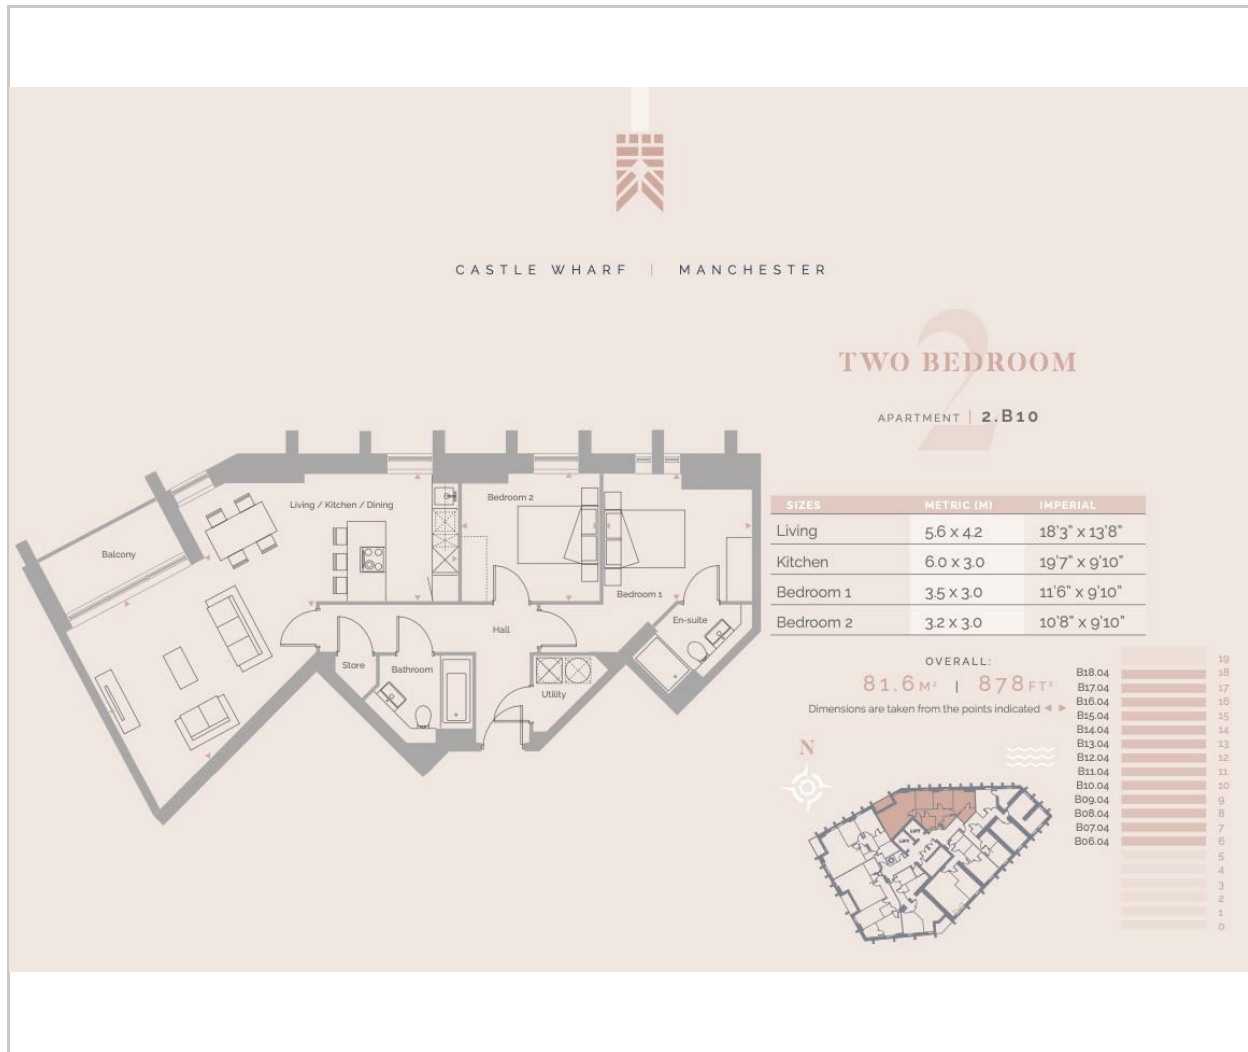 CASTLE WHARF | MANCHESTER
2
TWO BEDROOM
APARTMENT | 2.B10
Living / Kitchen / Dining
Bedroom 2
Balcony
Bedroom 1
Hall
En-suite
Store
Bathroom
Utility
SIZES METRIC (M) IMPERIAL
Living 5.6 x 4.2 18'3" x 13'8"
Kitchen 6.0 x 3.0 19'7" x 9'10"
Bedroom 1 3.5 x 3.0 11'6" x 9'10"
Bedroom 2 3.2 x 3.0 10'8" x 9'10"
OVERALL:
81.6M² | 878FT²
Dimensions are taken from the points indicated
N
LIFT
LIFT
19
B18.04 18
B17.04 17
B16.04 16
B15.04 15
B14.04 14
B13.04 13
B12.04 12
B11.04 11
B10.04 10
B09.04 9
B08.04 8
B07.04 7
B06.04 6
5
4
3
2
1
0